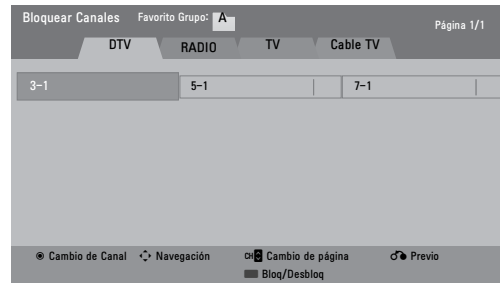 Bloquear Canales Favorito Grupo: A Página 1/1
DTV RADIO TV Cable TV
3-1 5-1 7-1
Cambio de Canal Navegación CH Cambio de página Previo
Bloq/Desbloq